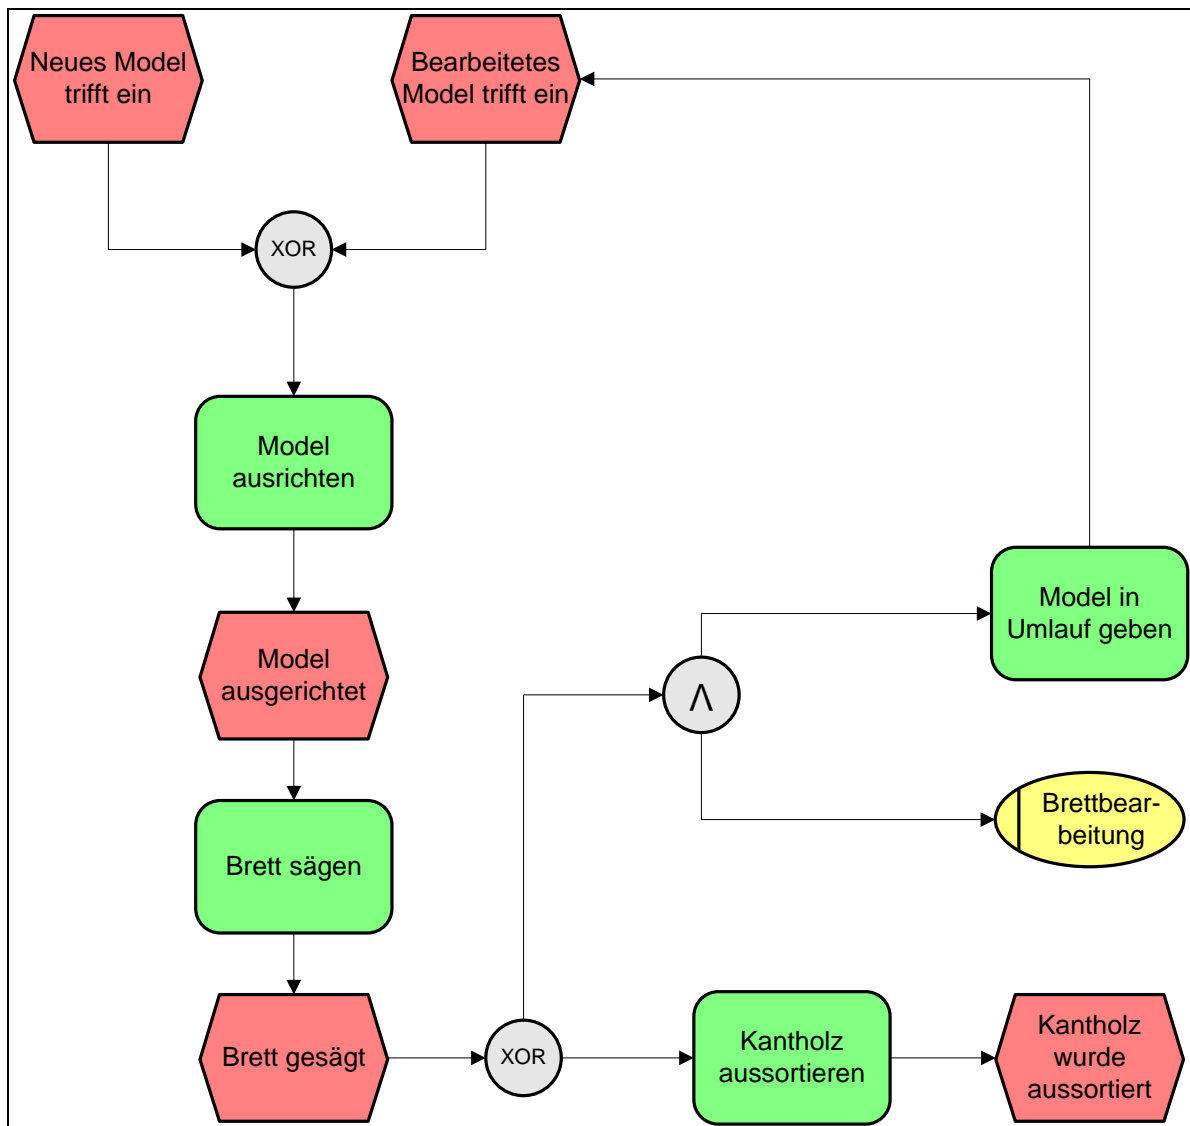 Neues Model
trifft ein
Bearbeitetes
Model trifft ein
XOR
Model
ausrichten
Model
ausgerichtet
Model in
Umlauf geben
Λ
Brettbear-
beitung
Brett sägen
Brett gesägt
XOR
Kantholz
aussortieren
Kantholz
wurde
aussortiert